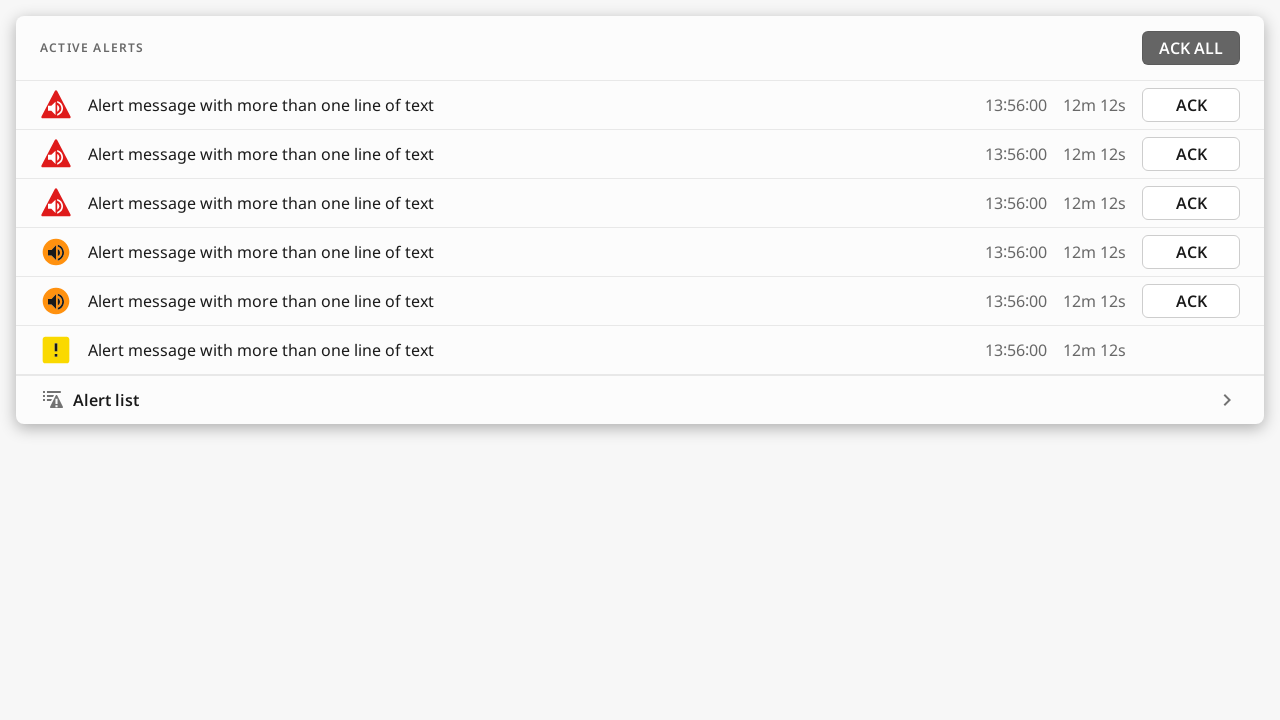 ACTIVE ALERTS ACK ALL
Alert message with more than one line of text 13:56:00 12m 12s ACK
Alert message with more than one line of text 13:56:00 12m 12s ACK
Alert message with more than one line of text 13:56:00 12m 12s ACK
Alert message with more than one line of text 13:56:00 12m 12s ACK
Alert message with more than one line of text 13:56:00 12m 12s ACK
Alert message with more than one line of text 13:56:00 12m 12s
Alert list